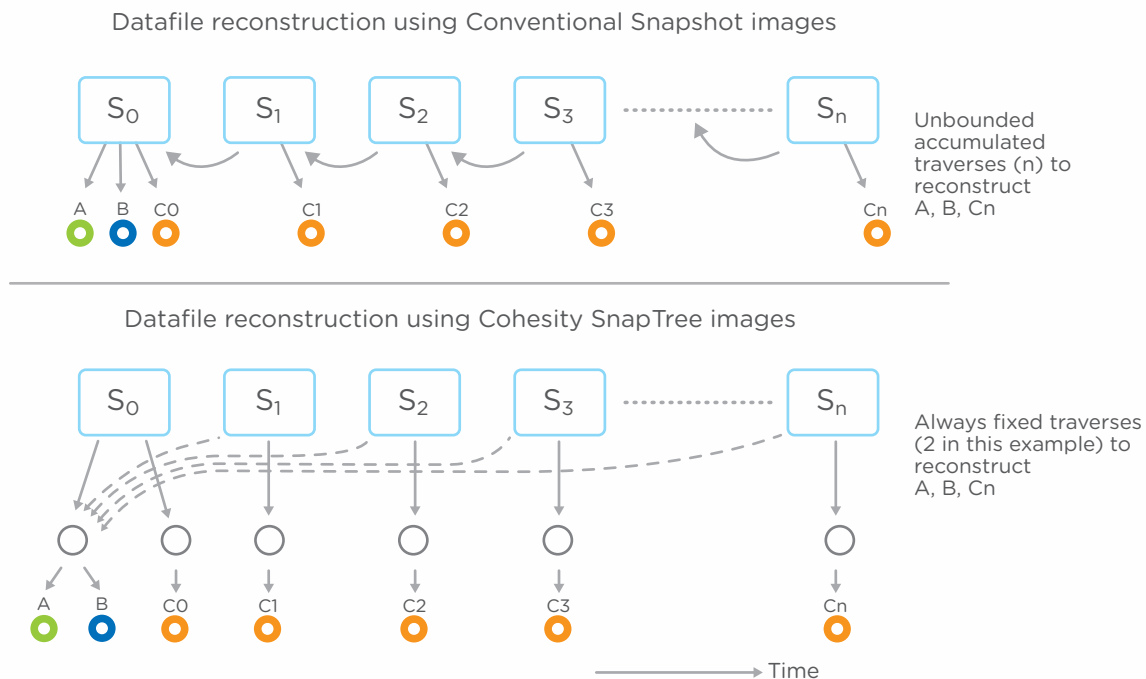 Datafile reconstruction using Conventional Snapshot images
S₀ S₁ S₂ S₃ Sₙ
Unbounded
accumulated
traverses (n) to
reconstruct
A, B, Cn
A B C0 C1 C2 C3 Cn
Datafile reconstruction using Cohesity SnapTree images
S₀ S₁ S₂ S₃ Sₙ
Always fixed traverses
(2 in this example) to
reconstruct
A, B, Cn
A B C0 C1 C2 C3 Cn
Time